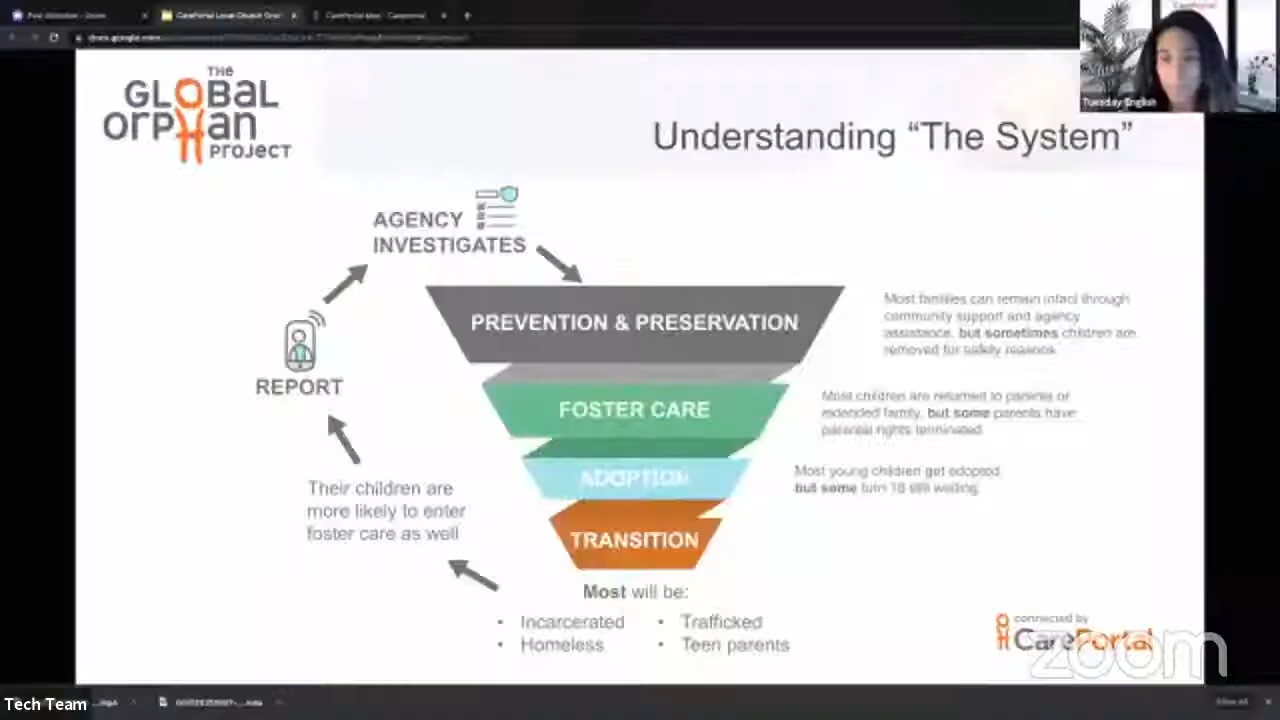 THE
GLOBAL
ORPHAN
PROJECT
Understanding “The System”
Tuesday English
AGENCY
INVESTIGATES
REPORT
PREVENTION & PRESERVATION
Most families can remain intact through
community support and agency
assistance, but sometimes children are
removed for safety reasons.
FOSTER CARE
Most children are returned to parents or
extended family, but some parents have
parental rights terminated.
ADOPTION
Most young children get adopted,
but some turn 18 still waiting.
TRANSITION
Their children are
more likely to enter
foster care as well
Most will be:
• Incarcerated
• Homeless
• Trafficked
• Teen parents
connected by
CarePortal
zoom
Tech Team